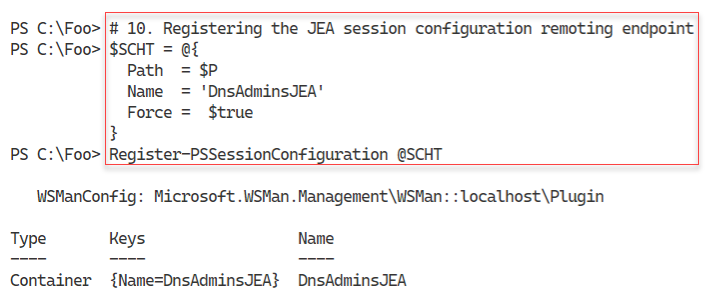 PS C:\Foo> # 10. Registering the JEA session configuration remoting endpoint
PS C:\Foo> $SCHT = @{
  Path  = $P
  Name  = 'DnsAdminsJEA'
  Force =  $true
}
PS C:\Foo> Register-PSSessionConfiguration @SCHT
WSManConfig: Microsoft.WSMan.Management\WSMan::localhost\Plugin
Type       Keys                 Name
----       ----                 ----
Container  {Name=DnsAdminsJEA}  DnsAdminsJEA